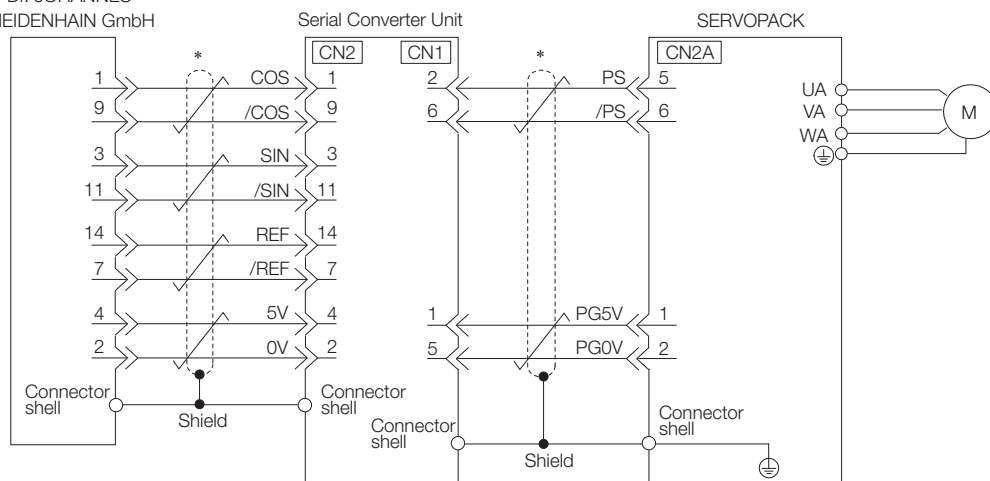 Dr. JOHANNES
HEIDENHAIN GmbH
Serial Converter Unit
SERVOPACK
*
CN2
CN1
*
CN2A
1
COS
1
2
PS
5
9
/COS
9
6
/PS
6
3
SIN
3
11
/SIN
11
14
REF
14
7
/REF
7
4
5V
4
1
PG5V
1
2
0V
2
5
PG0V
2
UA
VA
WA
M
Connector
shell
Shield
Connector
shell
Connector
shell
Shield
Connector
shell